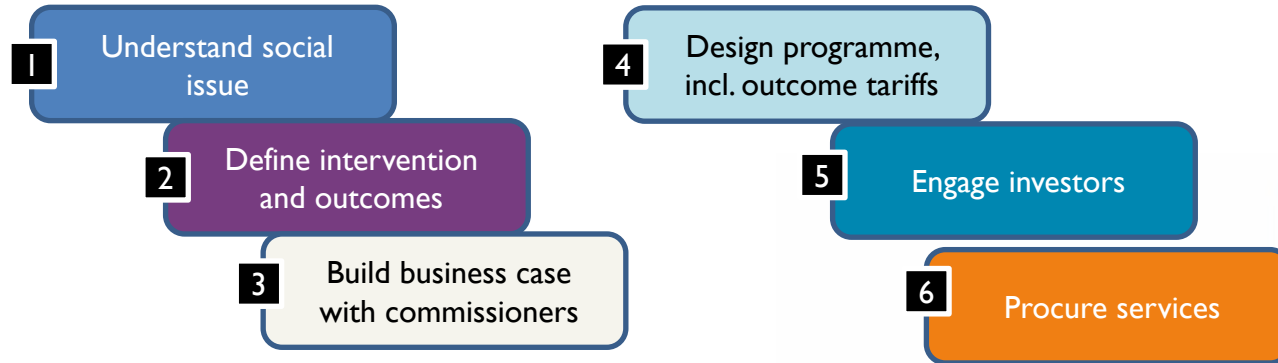 1
Understand social
issue
2
Define intervention
and outcomes
3
Build business case
with commissioners
4
Design programme,
incl. outcome tariffs
5
Engage investors
6
Procure services